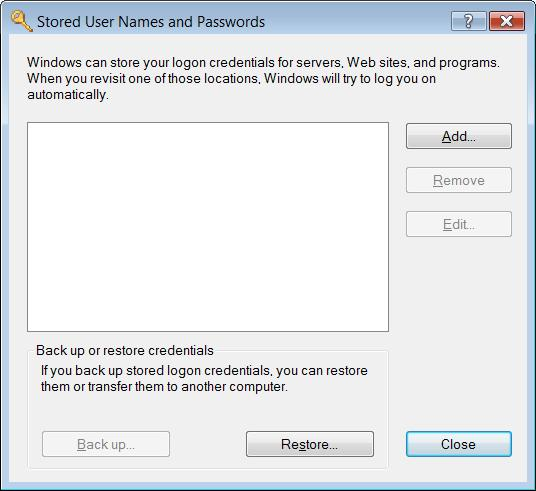 Stored User Names and Passwords
?
Windows can store your logon credentials for servers, Web sites, and programs.
When you revisit one of those locations, Windows will try to log you on
automatically.
Add...
Remove
Edit...
Back up or restore credentials
If you back up stored logon credentials, you can restore
them or transfer them to another computer.
Back up...
Restore...
Close